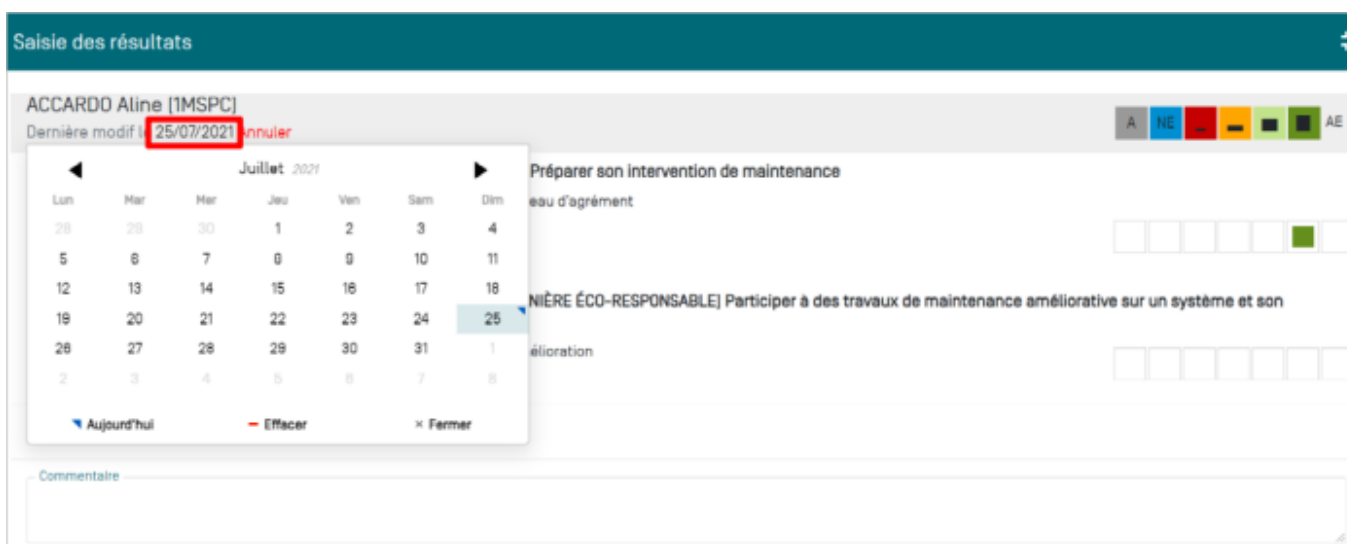 Saisie des résultats
ACCARDO Aline [1MSPC]
Dernière modif l 25/07/2021 Annuler
A NE AE
Juillet 2021
Préparer son intervention de maintenance
Lun Mar Mer Jeu Ven Sam Dim
eau d'agrément
28 29 30 1 2 3 4
5 6 7 8 9 10 11
12 13 14 15 16 17 18
NIÈRE ÉCO-RESPONSABLE] Participer à des travaux de maintenance améliorative sur un système et son
19 20 21 22 23 24 25
26 27 28 29 30 31 1
élioration
2 3 4 5 6 7 8
Aujourd'hui Effacer × Fermer
Commentaire